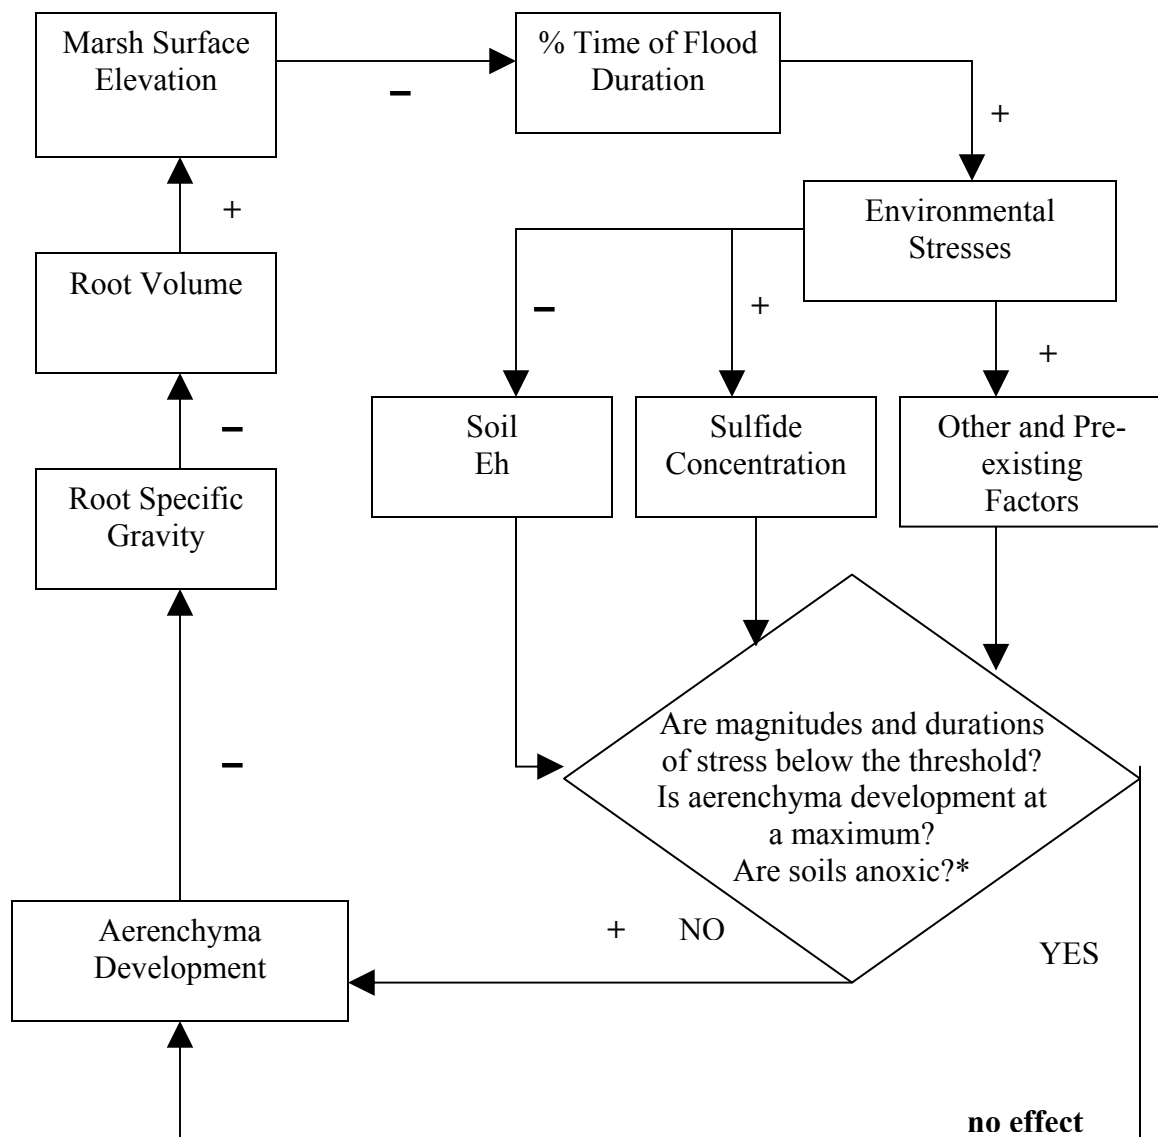 Marsh Surface
Elevation
% Time of Flood
Duration
−
+
+
Environmental
Stresses
Root Volume
−
+
+
−
Soil
Eh
Sulfide
Concentration
Other and Pre-
existing
Factors
Root Specific
Gravity
−
Are magnitudes and durations
of stress below the threshold?
Is aerenchyma development at
a maximum?
Are soils anoxic?*
Aerenchyma
Development
+ NO
YES
no effect